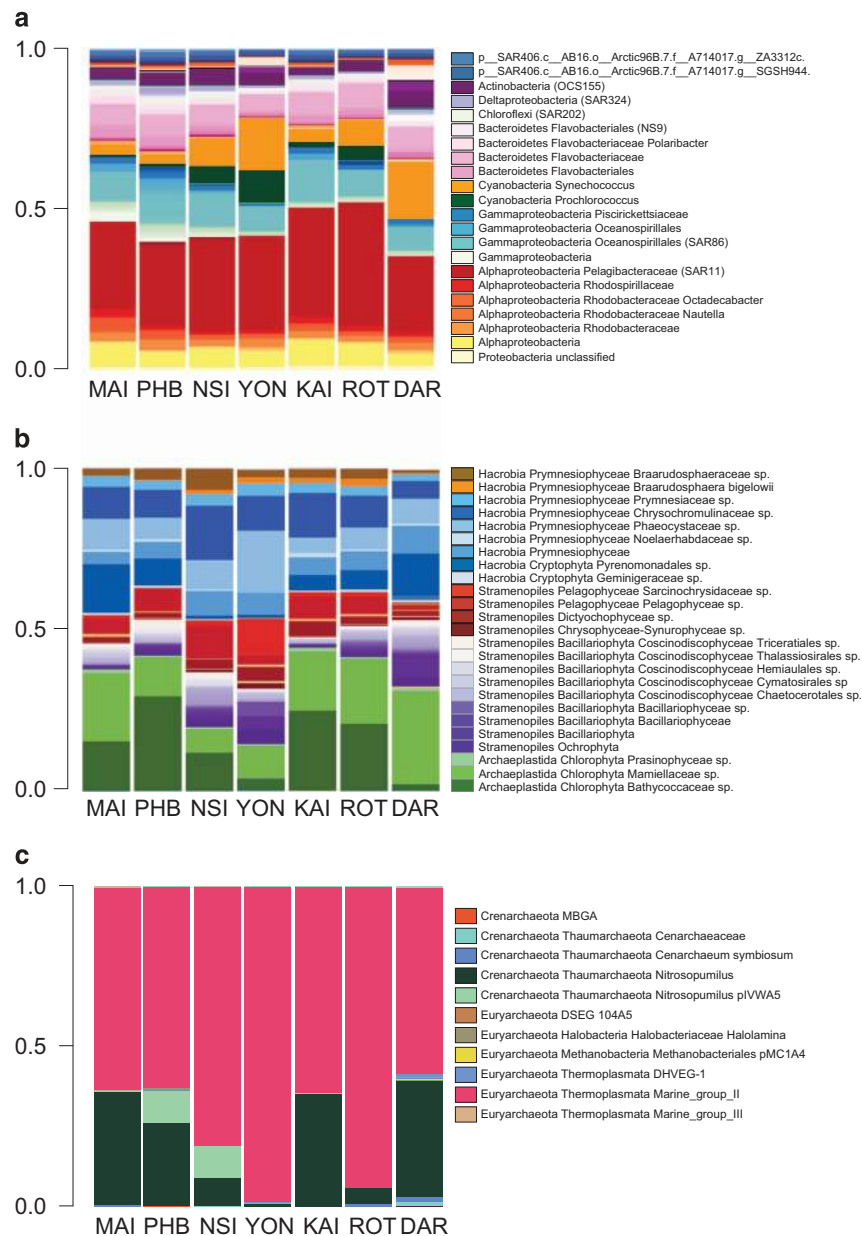 a
1.0
0.5
0.0
MAI PHB NSI YON KAI ROT DAR
p__SAR406.c__AB16.o__Arctic96B.7.f__A714017.g__ZA3312c.
p__SAR406.c__AB16.o__Arctic96B.7.f__A714017.g__SGSH944.
Actinobacteria (OCS155)
Deltaproteobacteria (SAR324)
Chloroflexi (SAR202)
Bacteroidetes Flavobacteriales (NS9)
Bacteroidetes Flavobacteriaceae Polaribacter
Bacteroidetes Flavobacteriaceae
Bacteroidetes Flavobacteriales
Cyanobacteria Synechococcus
Cyanobacteria Prochlorococcus
Gammaproteobacteria Piscirickettsiaceae
Gammaproteobacteria Oceanospirillales
Gammaproteobacteria Oceanospirillales (SAR86)
Gammaproteobacteria
Alphaproteobacteria Pelagibacteraceae (SAR11)
Alphaproteobacteria Rhodospirillaceae
Alphaproteobacteria Rhodobacteraceae Octadecabacter
Alphaproteobacteria Rhodobacteraceae Nautella
Alphaproteobacteria Rhodobacteraceae
Alphaproteobacteria
Proteobacteria unclassified
b
1.0
0.5
0.0
MAI PHB NSI YON KAI ROT DAR
Hacrobia Prymnesiophyceae Braarudosphaeraceae sp.
Hacrobia Prymnesiophyceae Braarudosphaera bigelowii
Hacrobia Prymnesiophyceae Prymnesiaceae sp.
Hacrobia Prymnesiophyceae Chrysochromulinaceae sp.
Hacrobia Prymnesiophyceae Phaeocystaceae sp.
Hacrobia Prymnesiophyceae Noelaerhabdaceae sp.
Hacrobia Prymnesiophyceae
Hacrobia Cryptophyta Pyrenomonadales sp.
Hacrobia Cryptophyta Geminigeraceae sp.
Stramenopiles Pelagophyceae Sarcinochrysidaceae sp.
Stramenopiles Pelagophyceae Pelagophyceae sp.
Stramenopiles Dictyochophyceae sp.
Stramenopiles Chrysophyceae-Synurophyceae sp.
Stramenopiles Bacillariophyta Coscinodiscophyceae Triceratiales sp.
Stramenopiles Bacillariophyta Coscinodiscophyceae Thalassiosirales sp.
Stramenopiles Bacillariophyta Coscinodiscophyceae Hemiaulales sp.
Stramenopiles Bacillariophyta Coscinodiscophyceae Cymatosirales sp
Stramenopiles Bacillariophyta Coscinodiscophyceae Chaetocerotales sp
Stramenopiles Bacillariophyta Bacillariophyceae sp.
Stramenopiles Bacillariophyta Bacillariophyceae
Stramenopiles Bacillariophyta
Stramenopiles Ochrophyta
Archaeplastida Chlorophyta Prasinophyceae sp.
Archaeplastida Chlorophyta Mamiellaceae sp.
Archaeplastida Chlorophyta Bathycoccaceae sp.
c
1.0
0.5
0.0
MAI PHB NSI YON KAI ROT DAR
Crenarchaeota MBGA
Crenarchaeota Thaumarchaeota Cenarchaeaceae
Crenarchaeota Thaumarchaeota Cenarchaeum symbiosum
Crenarchaeota Thaumarchaeota Nitrosopumilus
Crenarchaeota Thaumarchaeota Nitrosopumilus pIVWA5
Euryarchaeota DSEG 104A5
Euryarchaeota Halobacteria Halobacteriaceae Halolamina
Euryarchaeota Methanobacteria Methanobacteriales pMC1A4
Euryarchaeota Thermoplasmata DHVEG-1
Euryarchaeota Thermoplasmata Marine_group_II
Euryarchaeota Thermoplasmata Marine_group_III